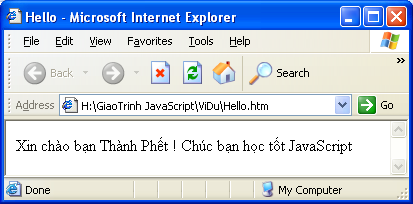 Hello - Microsoft Internet Explorer
File Edit View Favorites Tools Help
Back Search
Address H:\GiaoTrinh JavaScript\ViDu\Hello.htm Go
Xin chào bạn Thành Phết ! Chúc bạn học tốt JavaScript
Done My Computer